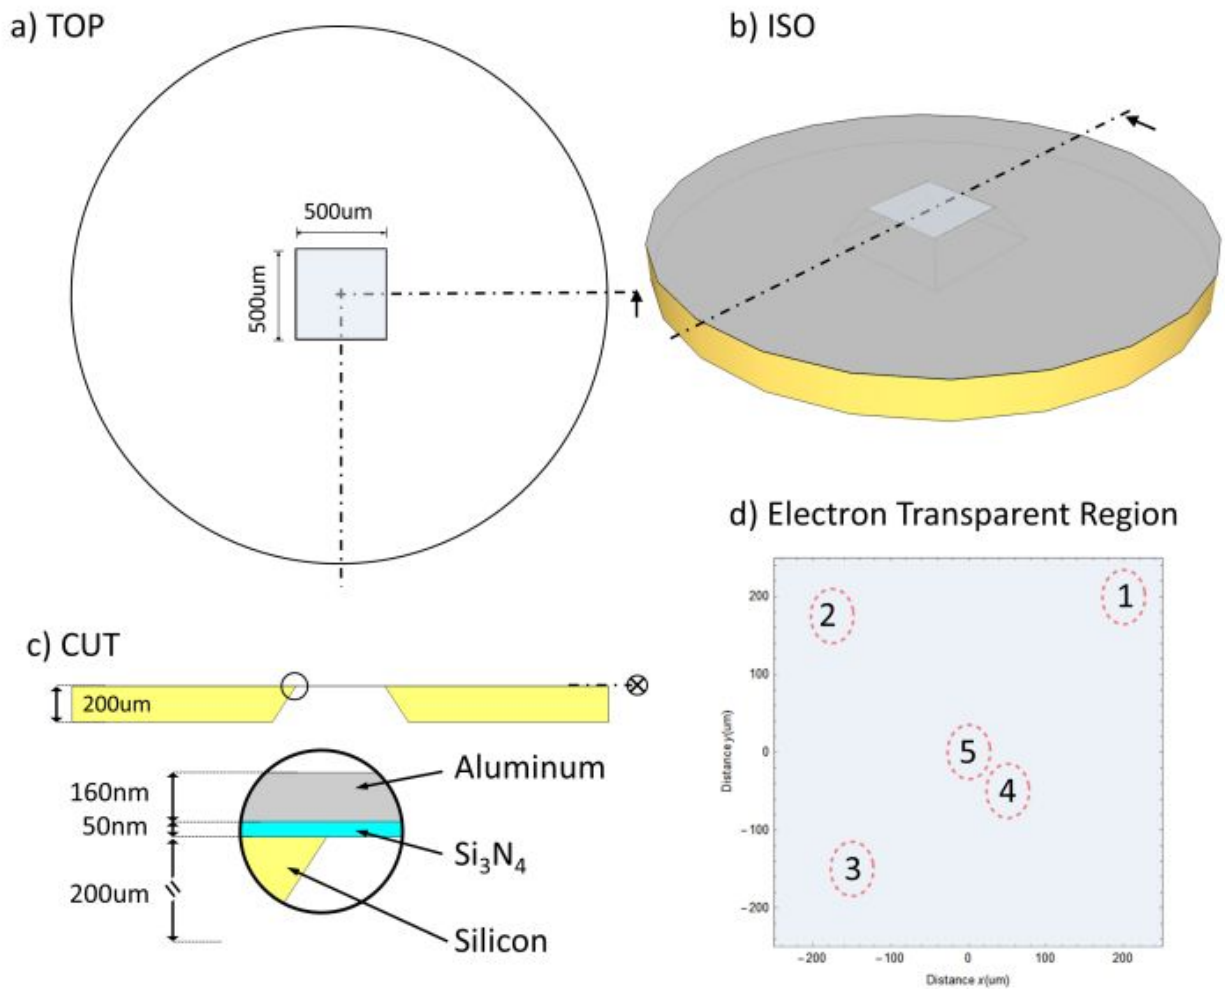 a) TOP
500um
500um
b) ISO
c) CUT
200um
160nm
50nm
200um
Aluminum
Si₃N₄
Silicon
d) Electron Transparent Region
1
2
5
4
3
200
100
0
−100
−200
Distance y(um)
−200 −100 0 100 200
Distance x(um)